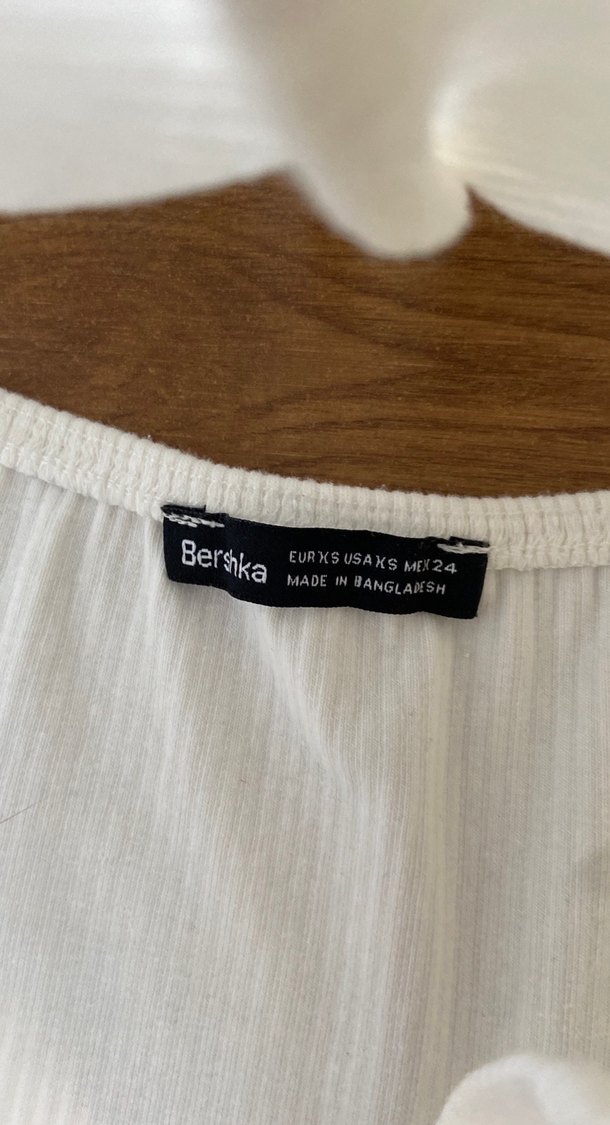 Bershka
EUR XS USA XS MEX 24
MADE IN BANGLADESH